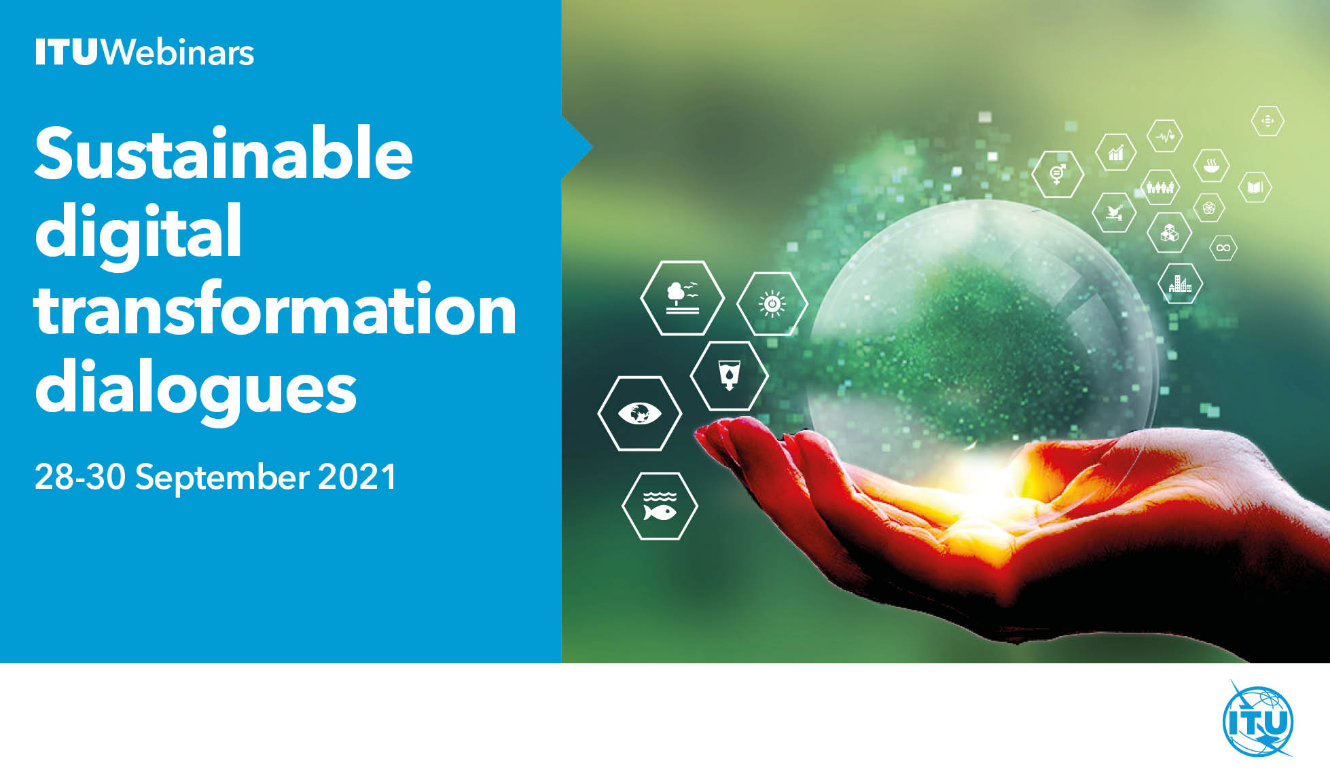 ITUWebinars
Sustainable
digital
transformation
dialogues
28-30 September 2021
ITU